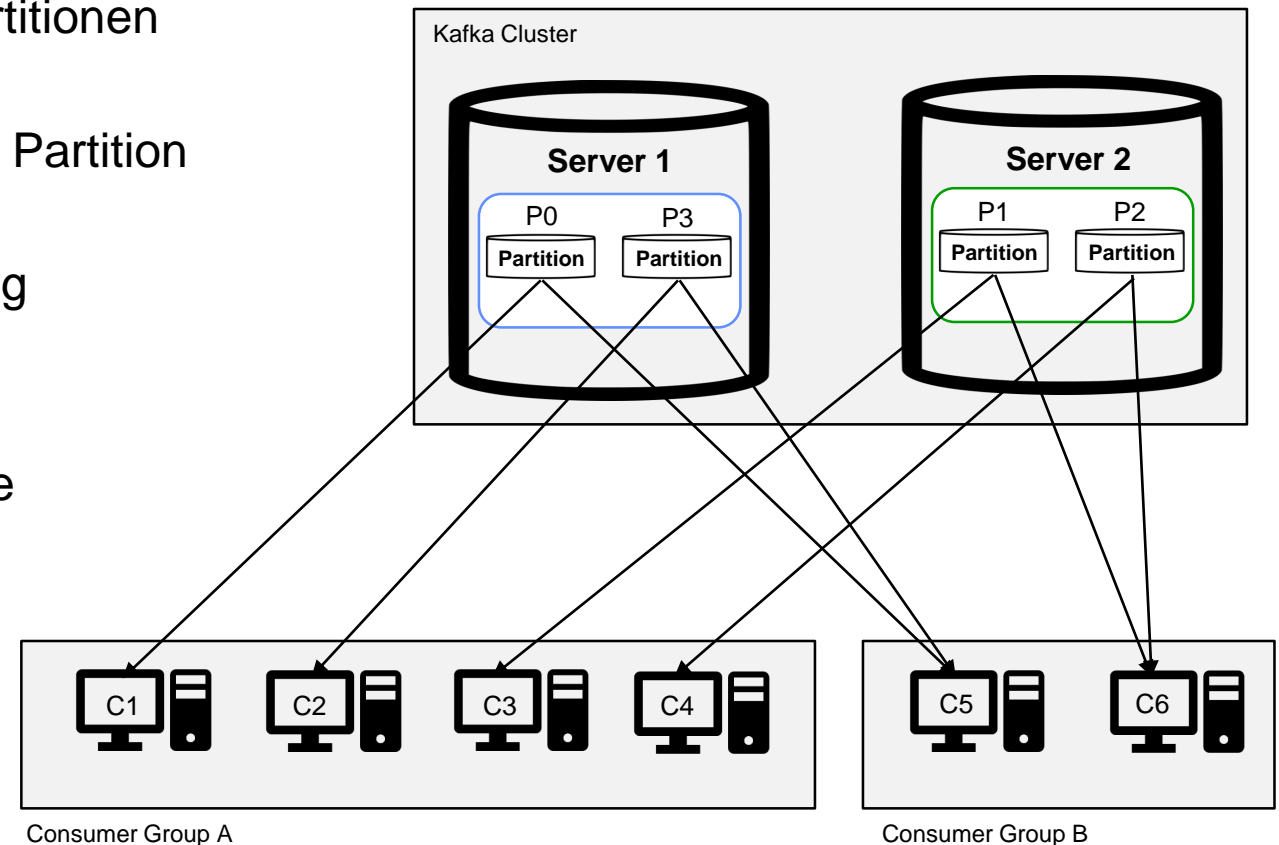 rtitionen
Partition
g
e
Kafka Cluster
Server 1
P0 P3
Partition Partition
Server 2
P1 P2
Partition Partition
C1 C2 C3 C4
C5 C6
Consumer Group A
Consumer Group B